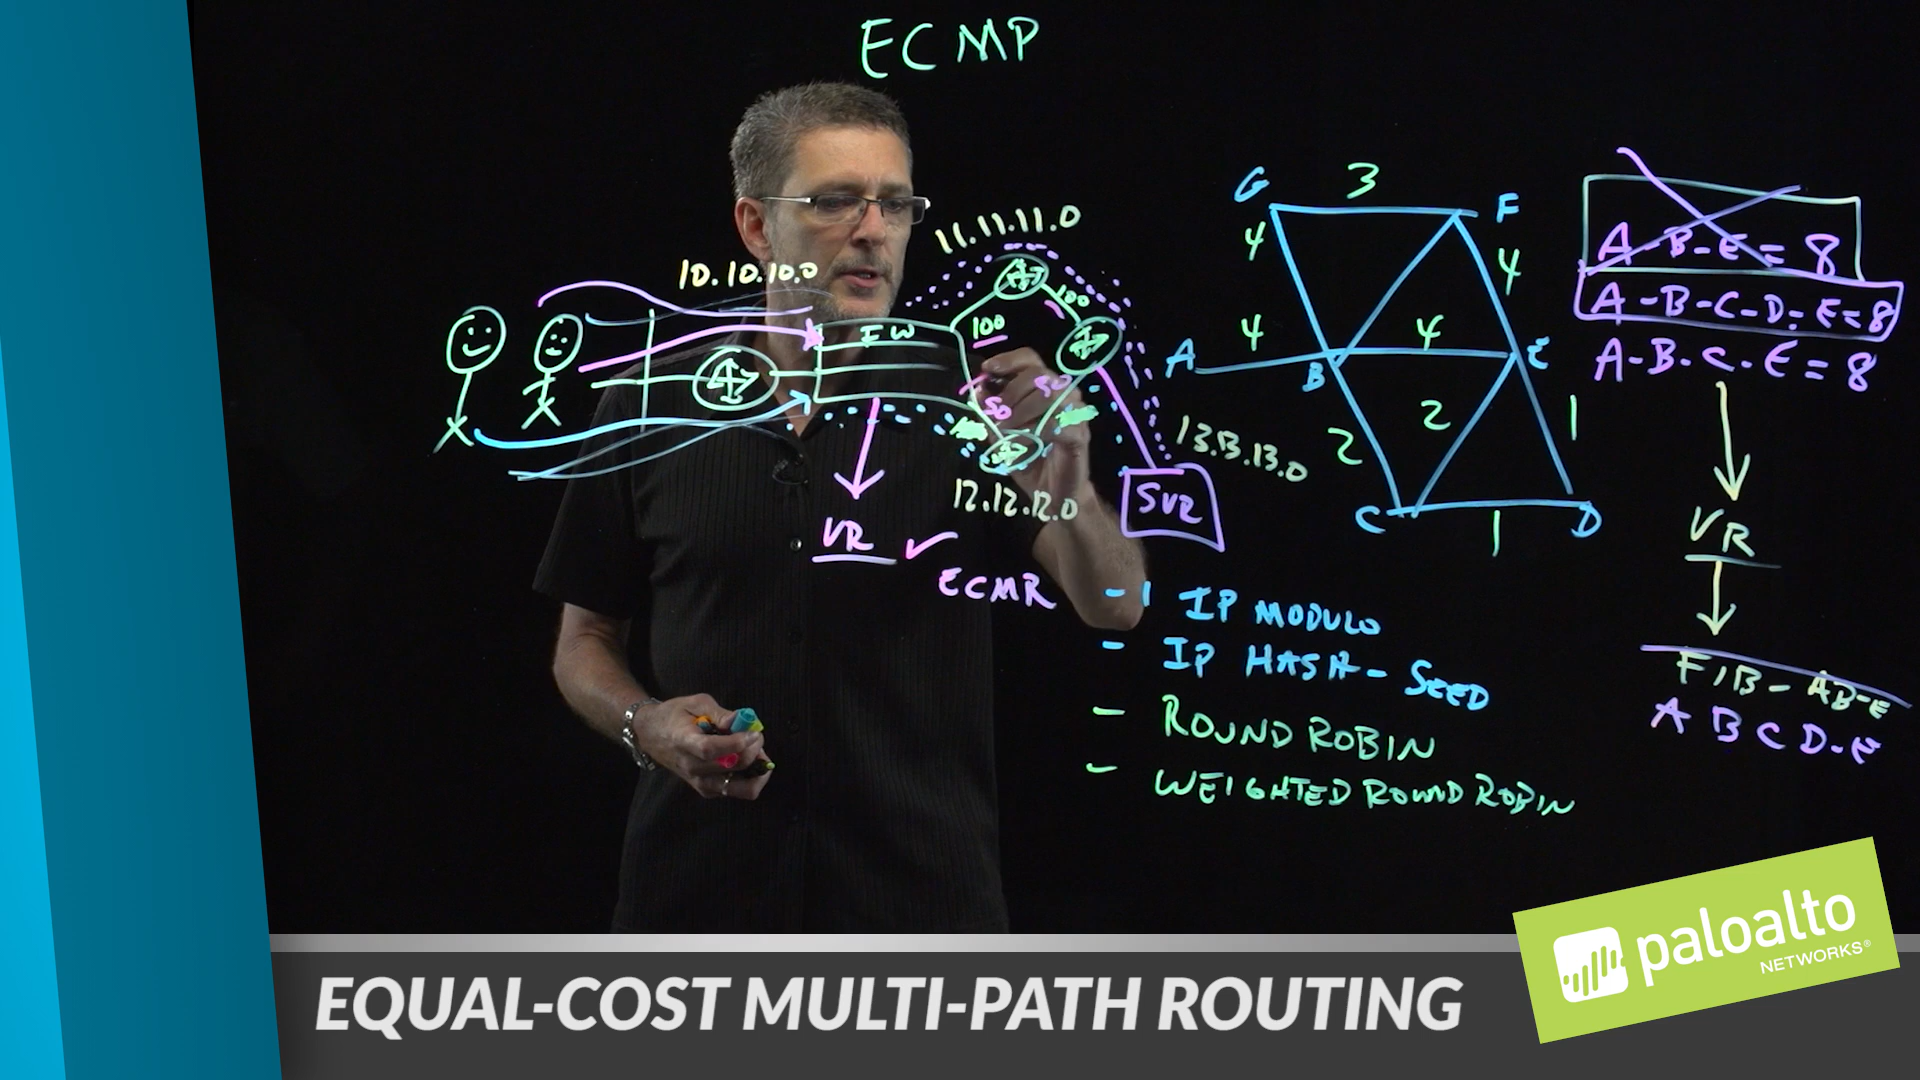 ECMP
11.11.11.0
10.10.10.0
FW
100
100
50
50
VR ✓
ECMR
12.12.12.0
13.13.13.0
SVR
G 3 F
4
4
A 4 B 4 E
2
2
1
C 1 D
A-B-E = 8
A-B-C-D-E=8
A-B-C-E = 8
VR
FIB - AB-E
A B C D-E
- IP MODULO
- IP HASH - SEED
- ROUND ROBIN
- WEIGHTED ROUND ROBIN
EQUAL-COST MULTI-PATH ROUTING
paloalto
NETWORKS®